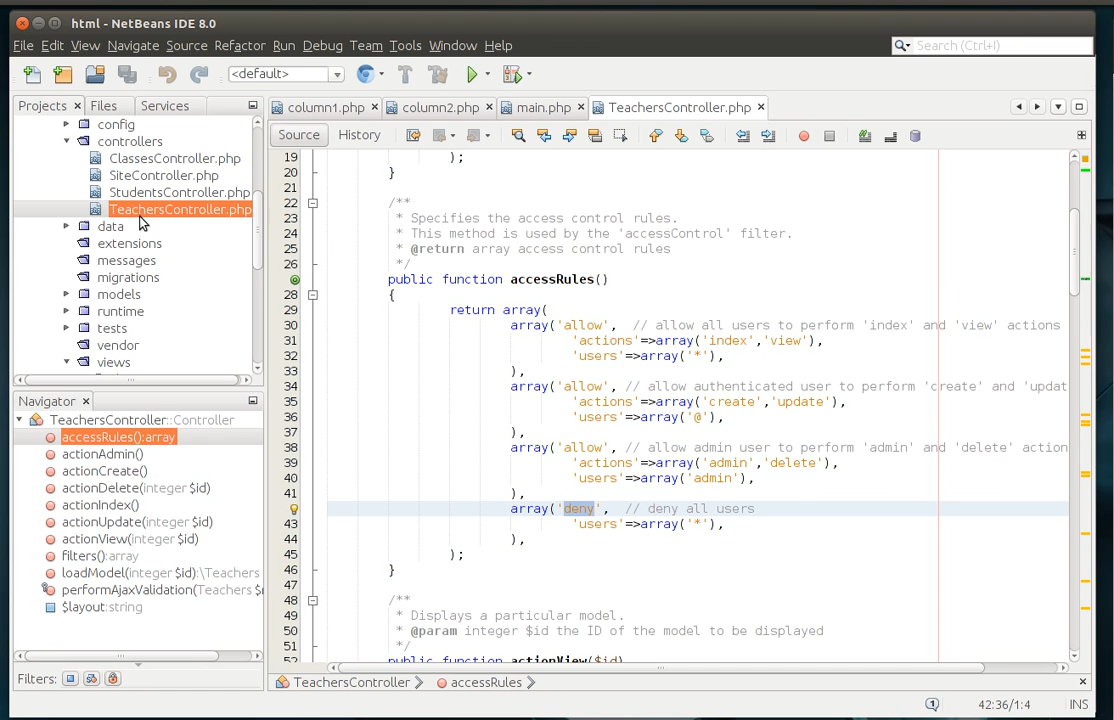 html - NetBeans IDE 8.0
File Edit View Navigate Source Refactor Run Debug Team Tools Window Help
Search (Ctrl+I)
<default>
Projects Files Services
config
controllers
ClassesController.php
SiteController.php
StudentsController.php
TeachersController.php
data
extensions
messages
migrations
models
runtime
tests
vendor
views
Navigator
TeachersController::Controller
accessRules():array
actionAdmin()
actionCreate()
actionDelete(integer $id)
actionIndex()
actionUpdate(integer $id)
actionView(integer $id)
filters():array
loadModel(integer $id):\Teachers
performAjaxValidation(Teachers $
$layout:string
Filters:
column1.php column2.php main.php TeachersController.php
Source History
19 );
20 }
21
22 /**
23 * Specifies the access control rules.
24 * This method is used by the 'accessControl' filter.
25 * @return array access control rules
26 */
public function accessRules()
28 {
29 return array(
30 array('allow', // allow all users to perform 'index' and 'view' actions
31 'actions'=>array('index','view'),
32 'users'=>array('*'),
33 ),
34 array('allow', // allow authenticated user to perform 'create' and 'updat
35 'actions'=>array('create','update'),
36 'users'=>array('@'),
37 ),
38 array('allow', // allow admin user to perform 'admin' and 'delete' action
39 'actions'=>array('admin','delete'),
40 'users'=>array('admin'),
41 ),
array('deny', // deny all users
43 'users'=>array('*'),
44 ),
45 );
46 }
47
48 /**
49 * Displays a particular model.
50 * @param integer $id the ID of the model to be displayed
51 */
52 public function actionView($id)
TeachersController accessRules
1 42:36/1:4 INS